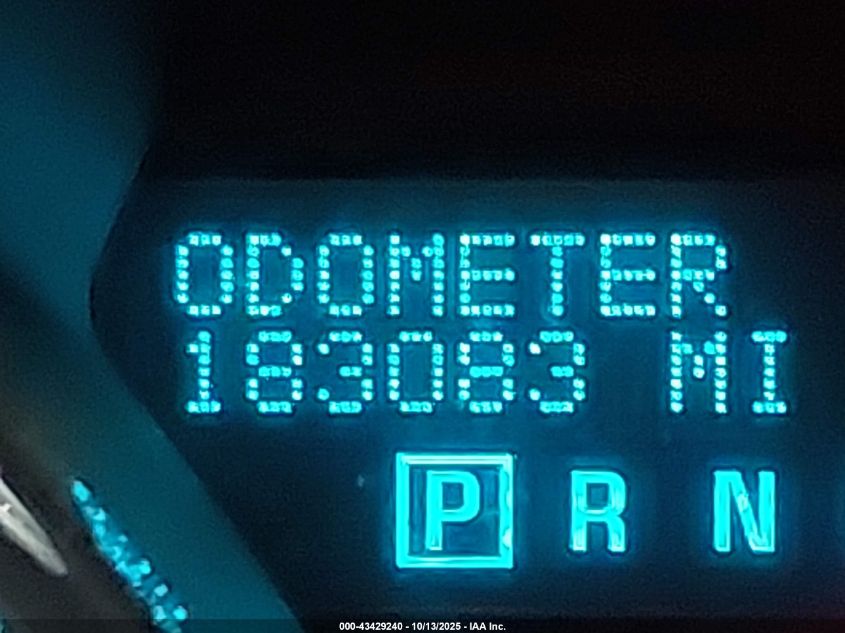 ODOMETER
183083 MI
P R N
000-43429240 - 10/13/2025 - IAA Inc.